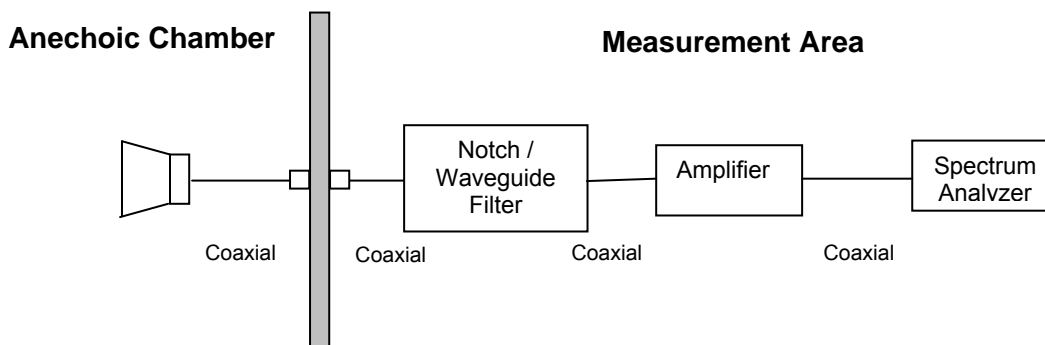 Anechoic Chamber
Measurement Area
Notch /
Waveguide
Filter
Amplifier
Spectrum
Analvzer
Coaxial
Coaxial
Coaxial
Coaxial